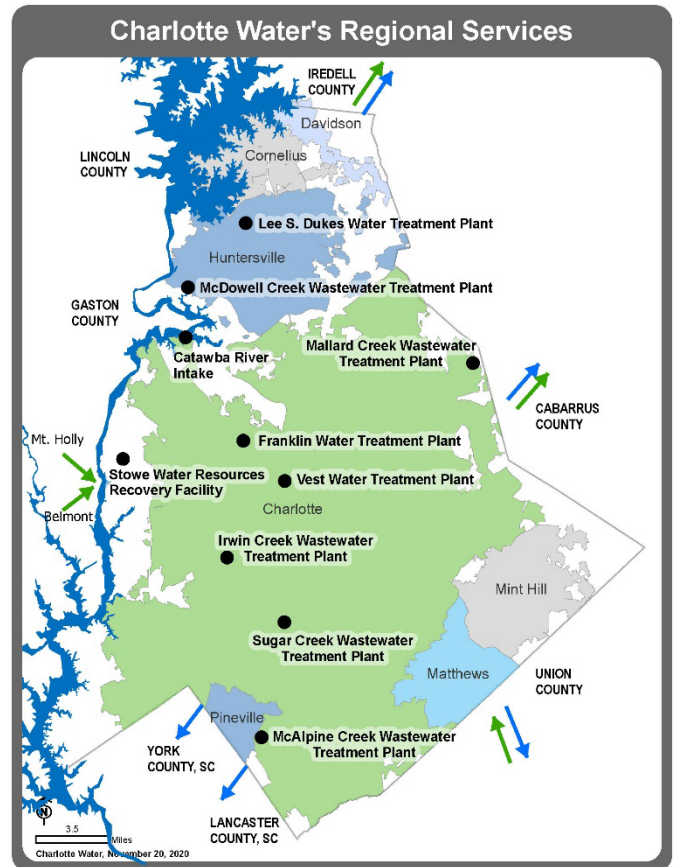 Charlotte Water's Regional Services
IREDELL
COUNTY
Davidson
LINCOLN
COUNTY
Cornelius
Lee S. Dukes Water Treatment Plant
Huntersville
McDowell Creek Wastewater Treatment Plant
GASTON
COUNTY
Catawba River
Intake
Mallard Creek Wastewater
Treatment Plant
CABARRUS
COUNTY
Mt. Holly
Franklin Water Treatment Plant
Stowe Water Resources
Recovery Facility
Vest Water Treatment Plant
Belmont
Charlotte
Irwin Creek Wastewater
Treatment Plant
Mint Hill
Sugar Creek Wastewater
Treatment Plant
Matthews
UNION
COUNTY
Pineville
McAlpine Creek Wastewater
Treatment Plant
YORK
COUNTY, SC
LANCASTER
COUNTY, SC
N
3.5
Miles
Charlotte Water, November 20, 2020